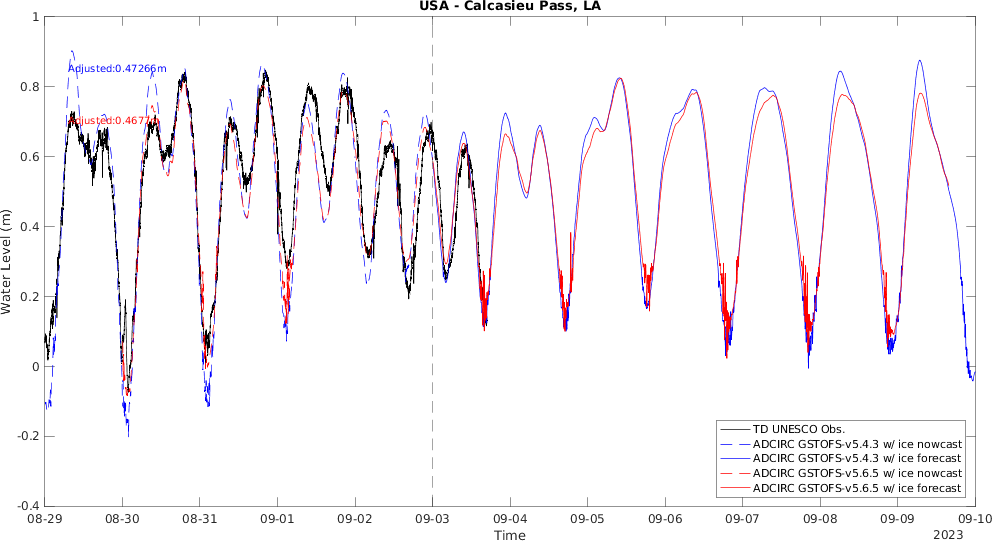 USA - Calcasieu Pass, LA
1
0.8
0.6
0.4
0.2
0
-0.2
-0.4
Water Level (m)
Adjusted:0.47266m
TD UNESCO Obs.
ADCIRC GSTOFS-v5.4.3 w/ ice nowcast
ADCIRC GSTOFS-v5.4.3 w/ ice forecast
ADCIRC GSTOFS-v5.6.5 w/ ice nowcast
ADCIRC GSTOFS-v5.6.5 w/ ice forecast
08-29 08-30 08-31 09-01 09-02 09-03 09-04 09-05 09-06 09-07 09-08 09-09 09-10
Time
2023